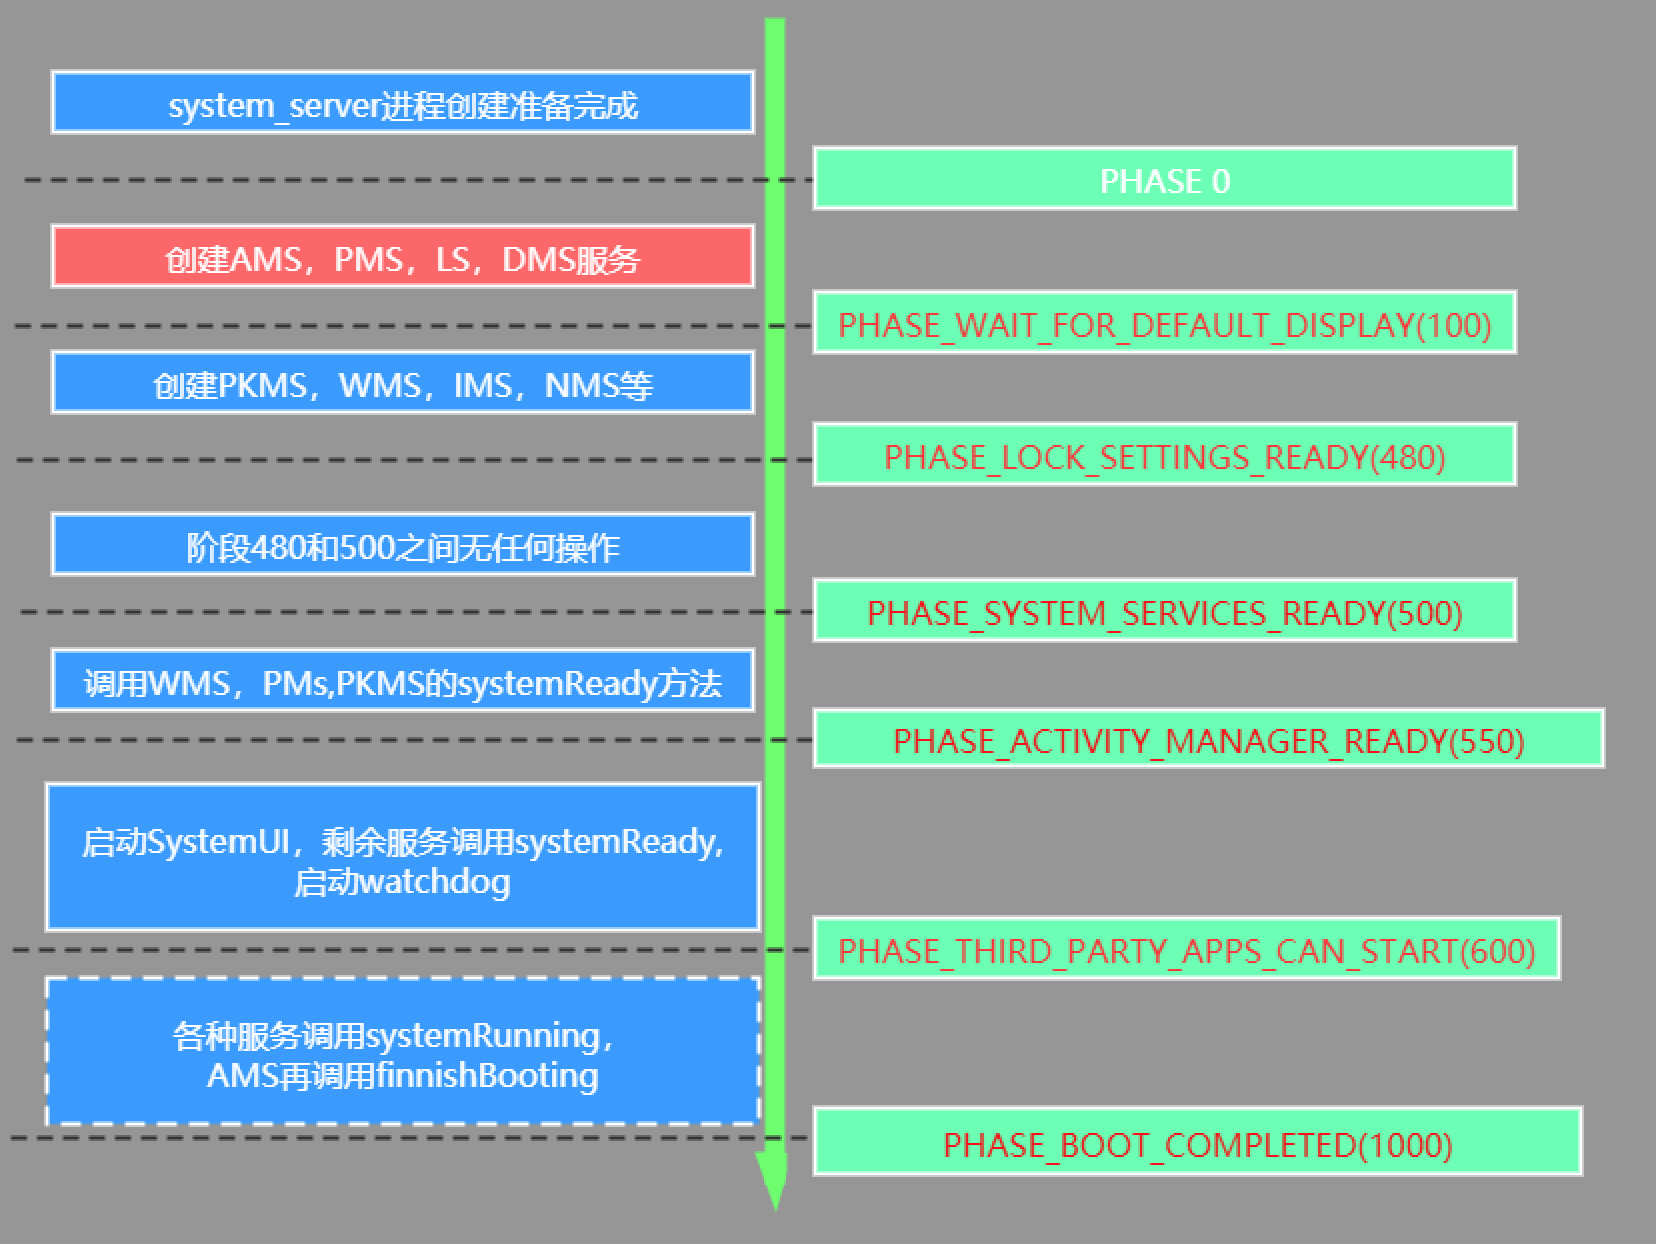 system_server进程创建准备完成
PHASE 0
创建AMS，PMS，LS，DMS服务
PHASE_WAIT_FOR_DEFAULT_DISPLAY(100)
创建PKMS，WMS，IMS，NMS等
PHASE_LOCK_SETTINGS_READY(480)
阶段480和500之间无任何操作
PHASE_SYSTEM_SERVICES_READY(500)
调用WMS，PMs,PKMS的systemReady方法
PHASE_ACTIVITY_MANAGER_READY(550)
启动SystemUI，剩余服务调用systemReady,
启动watchdog
PHASE_THIRD_PARTY_APPS_CAN_START(600)
各种服务调用systemRunning，
AMS再调用finnishBooting
PHASE_BOOT_COMPLETED(1000)